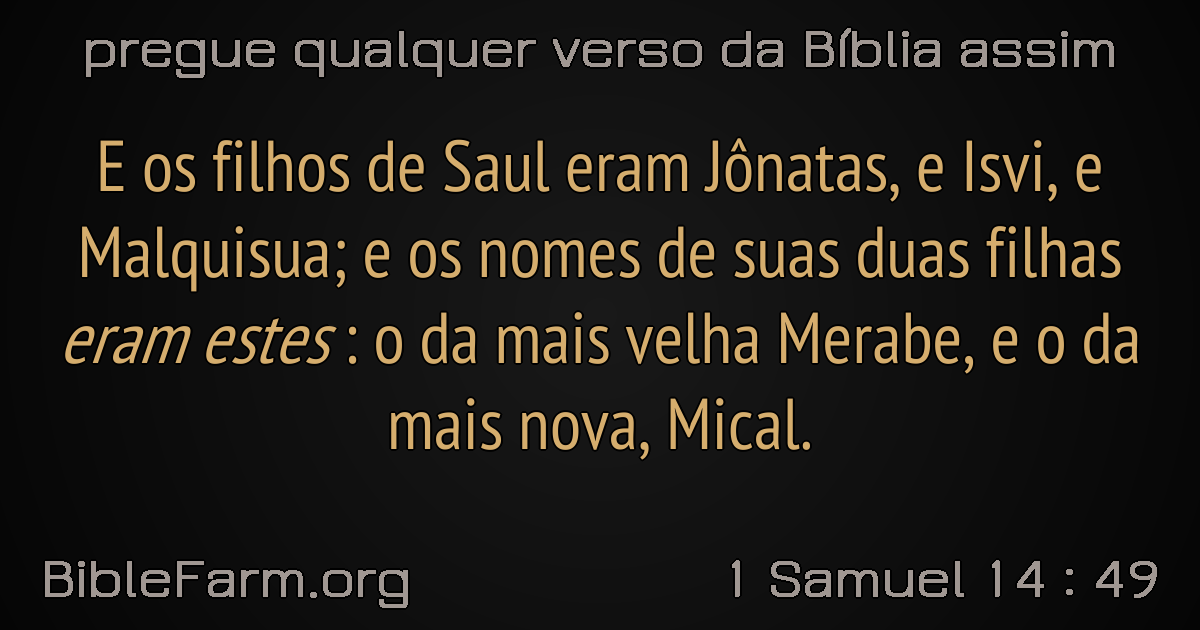 pregue qualquer verso da Bíblia assim
E os filhos de Saul eram Jônatas, e Isvi, e
Malquisua; e os nomes de suas duas filhas
eram estes : o da mais velha Merabe, e o da
mais nova, Mical.
BibleFarm.org
1 Samuel 14 : 49